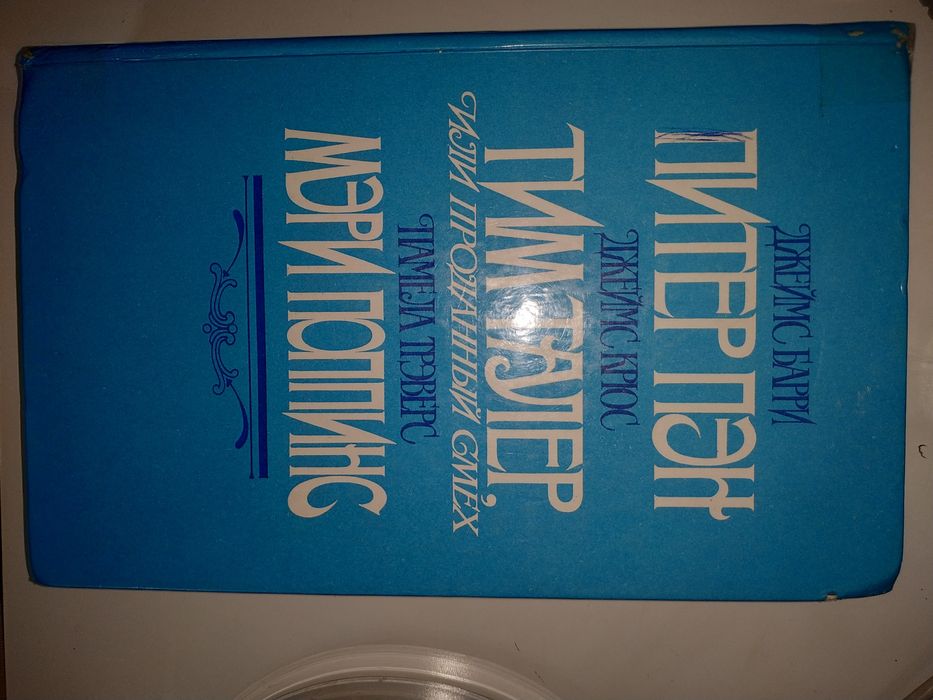 ДЖЕЙМС БАРРИ
ПИТЕР ПЭН
ДЖЕЙМС КРЮС
ТИМ ТАЛЕР,
ИЛИ ПРОДАННЫЙ СМЕХ
ПАМЕЛА ТРЭВЕРС
МЭРИ ПОППИНС